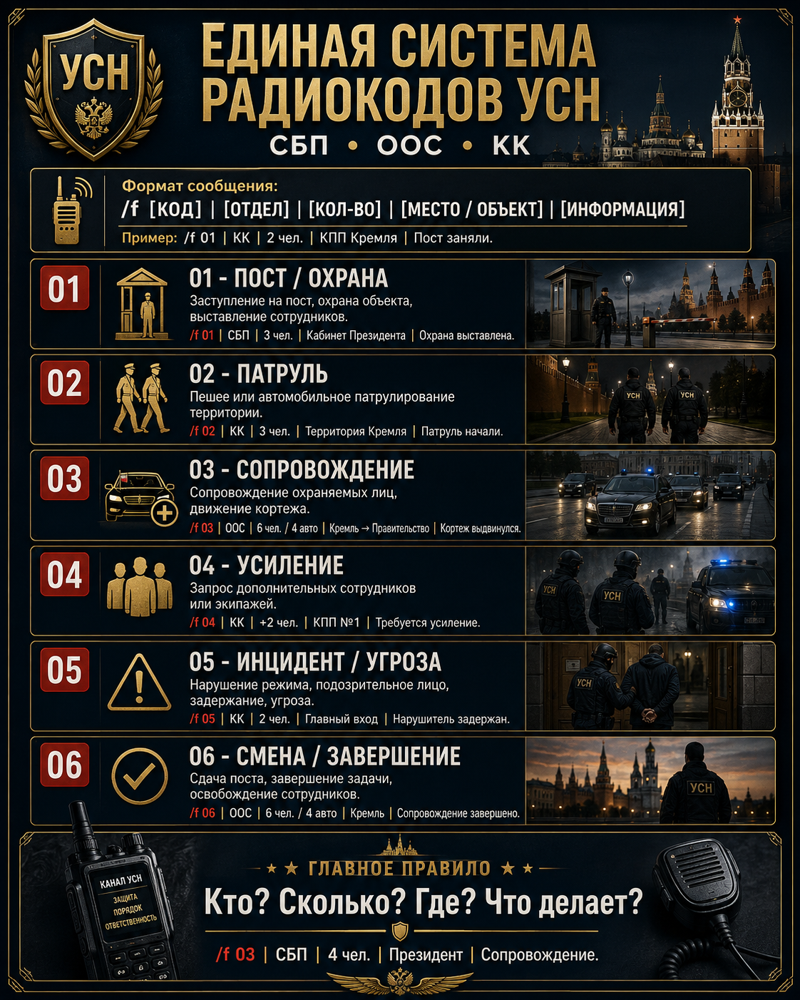 УСН
ЕДИНАЯ СИСТЕМА
РАДИОКОДОВ УСН
СБП • ООС • КК
Формат сообщения:
/f [КОД] | [ОТДЕЛ] | [КОЛ-ВО] | [МЕСТО / ОБЪЕКТ] | [ИНФОРМАЦИЯ]
Пример: /f 01 | КК | 2 чел. | КПП Кремля | Пост заняли.
01
01 - ПОСТ / ОХРАНА
Заступление на пост, охрана объекта,
выставление сотрудников.
/f 01 | СБП | 3 чел. | Кабинет Президента | Охрана выставлена.
02
02 - ПАТРУЛЬ
Пешее или автомобильное патрулирование
территории.
/f 02 | КК | 3 чел. | Территория Кремля | Патруль начали.
УСН
УСН
03
03 - СОПРОВОЖДЕНИЕ
Сопровождение охраняемых лиц,
движение кортежа.
/f 03 | ООС | 6 чел. / 4 авто | Кремль → Правительство | Кортеж выдвинулся.
04
04 - УСИЛЕНИЕ
Запрос дополнительных сотрудников
или экипажей.
/f 04 | КК | +2 чел. | КПП №1 | Требуется усиление.
УСН
УСН
05
05 - ИНЦИДЕНТ / УГРОЗА
Нарушение режима, подозрительное лицо,
задержание, угроза.
/f 05 | КК | 2 чел. | Главный вход | Нарушитель задержан.
УСН
06
06 - СМЕНА / ЗАВЕРШЕНИЕ
Сдача поста, завершение задачи,
освобождение сотрудников.
/f 06 | ООС | 6 чел. / 4 авто | Кремль | Сопровождение завершено.
УСН
КАНАЛ УСН
ЗАЩИТА
ПОРЯДОК
ОТВЕТСТВЕННОСТЬ
★ ★ ГЛАВНОЕ ПРАВИЛО ★ ★
Кто? Сколько? Где? Что делает?
/f 03 | СБП | 4 чел. | Президент | Сопровождение.